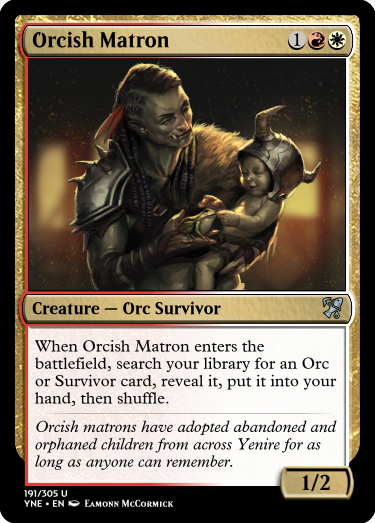 Orcish Matron 1
Creature — Orc Survivor
When Orcish Matron enters the
battlefield, search your library for an Orc
or Survivor card, reveal it, put it into your
hand, then shuffle.
Orcish matrons have adopted abandoned and
orphaned children from across Yenire for as
long as anyone can remember.
1/2
191/305 U
YNE • EN Eamonn McCormick